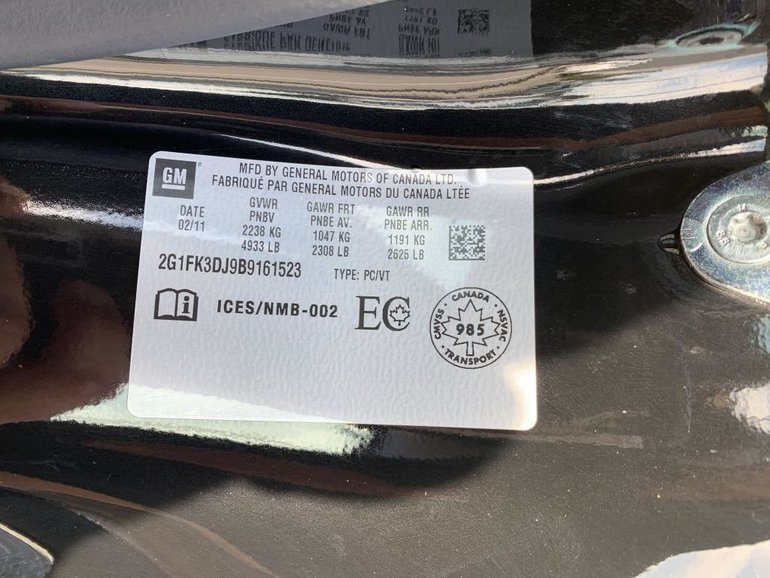 GM
MFD BY GENERAL MOTORS OF CANADA LTD.
FABRIQUÉ PAR GENERAL MOTORS DU CANADA LTÉE
DATE
02/11
GVWR
PNBV
2238 KG
4933 LB
GAWR FRT
PNBE AV.
1047 KG
2308 LB
GAWR RR
PNBE ARR.
1191 KG
2625 LB
2G1FK3DJ9B9161523
TYPE: PC/VT
ICES/NMB-002
EC
CANADA
CMVSS
NSVAC
985
TRANSPORT